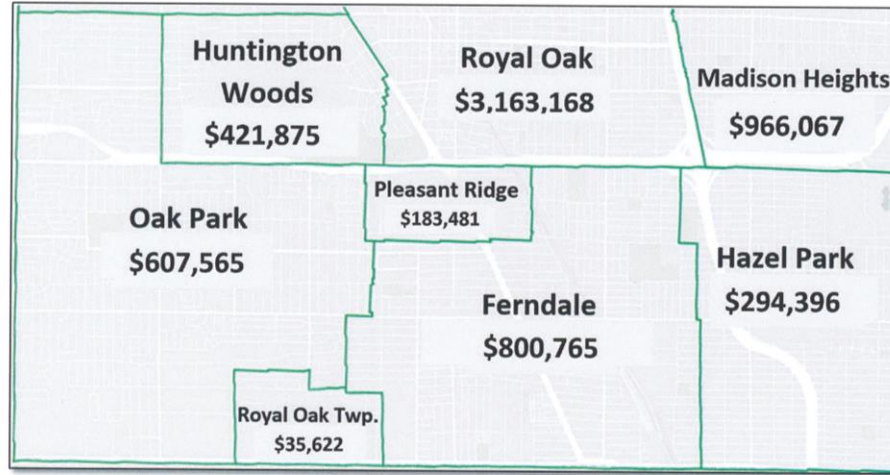 Huntington
Woods
$421,875
Royal Oak
$3,163,168
Madison Heights
$966,067
Pleasant Ridge
$183,481
Oak Park
$607,565
Hazel Park
$294,396
Ferndale
$800,765
Royal Oak Twp.
$35,622